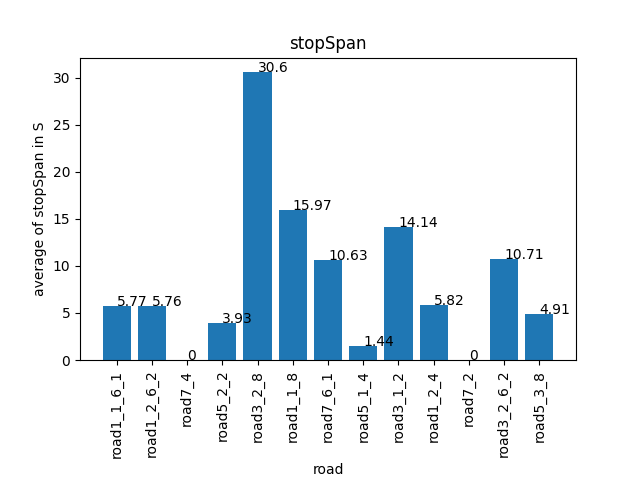 stopSpan
average of stopSpan in S
30
25
20
15
10
5
0
5.77
5.76
0
3.93
30.6
15.97
10.63
1.44
14.14
5.82
0
10.71
4.91
road1_1_6_1
road1_2_6_2
road7_4
road5_2_2
road3_2_8
road1_1_8
road7_6_1
road5_1_4
road3_1_2
road1_2_4
road7_2
road3_2_6_2
road5_3_8
road